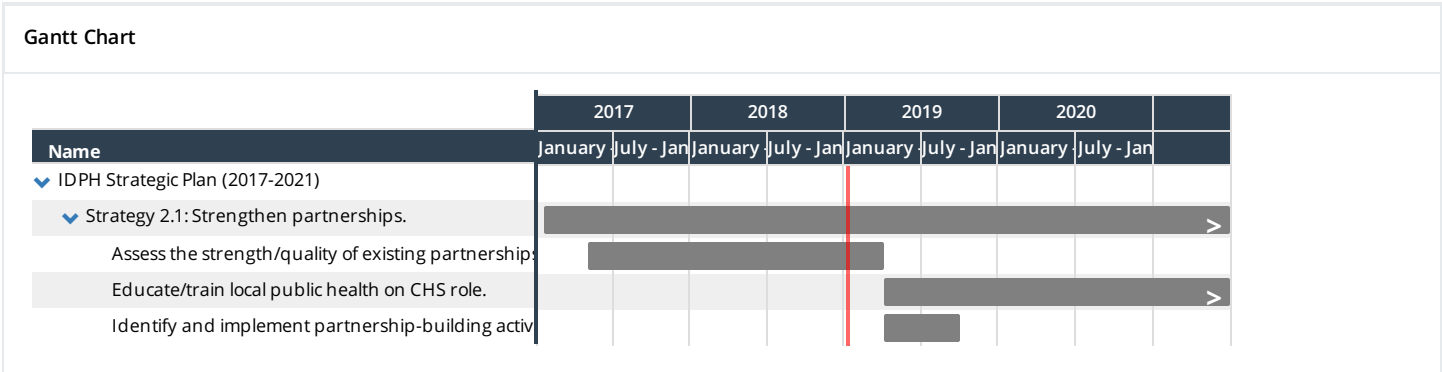 Gantt Chart
2017 2018 2019 2020
Name January - July - Jan January - July - Jan January - July - Jan January - July - Jan
IDPH Strategic Plan (2017-2021)
Strategy 2.1: Strengthen partnerships.
>
Assess the strength/quality of existing partnerships
Educate/train local public health on CHS role.
>
Identify and implement partnership-building activ